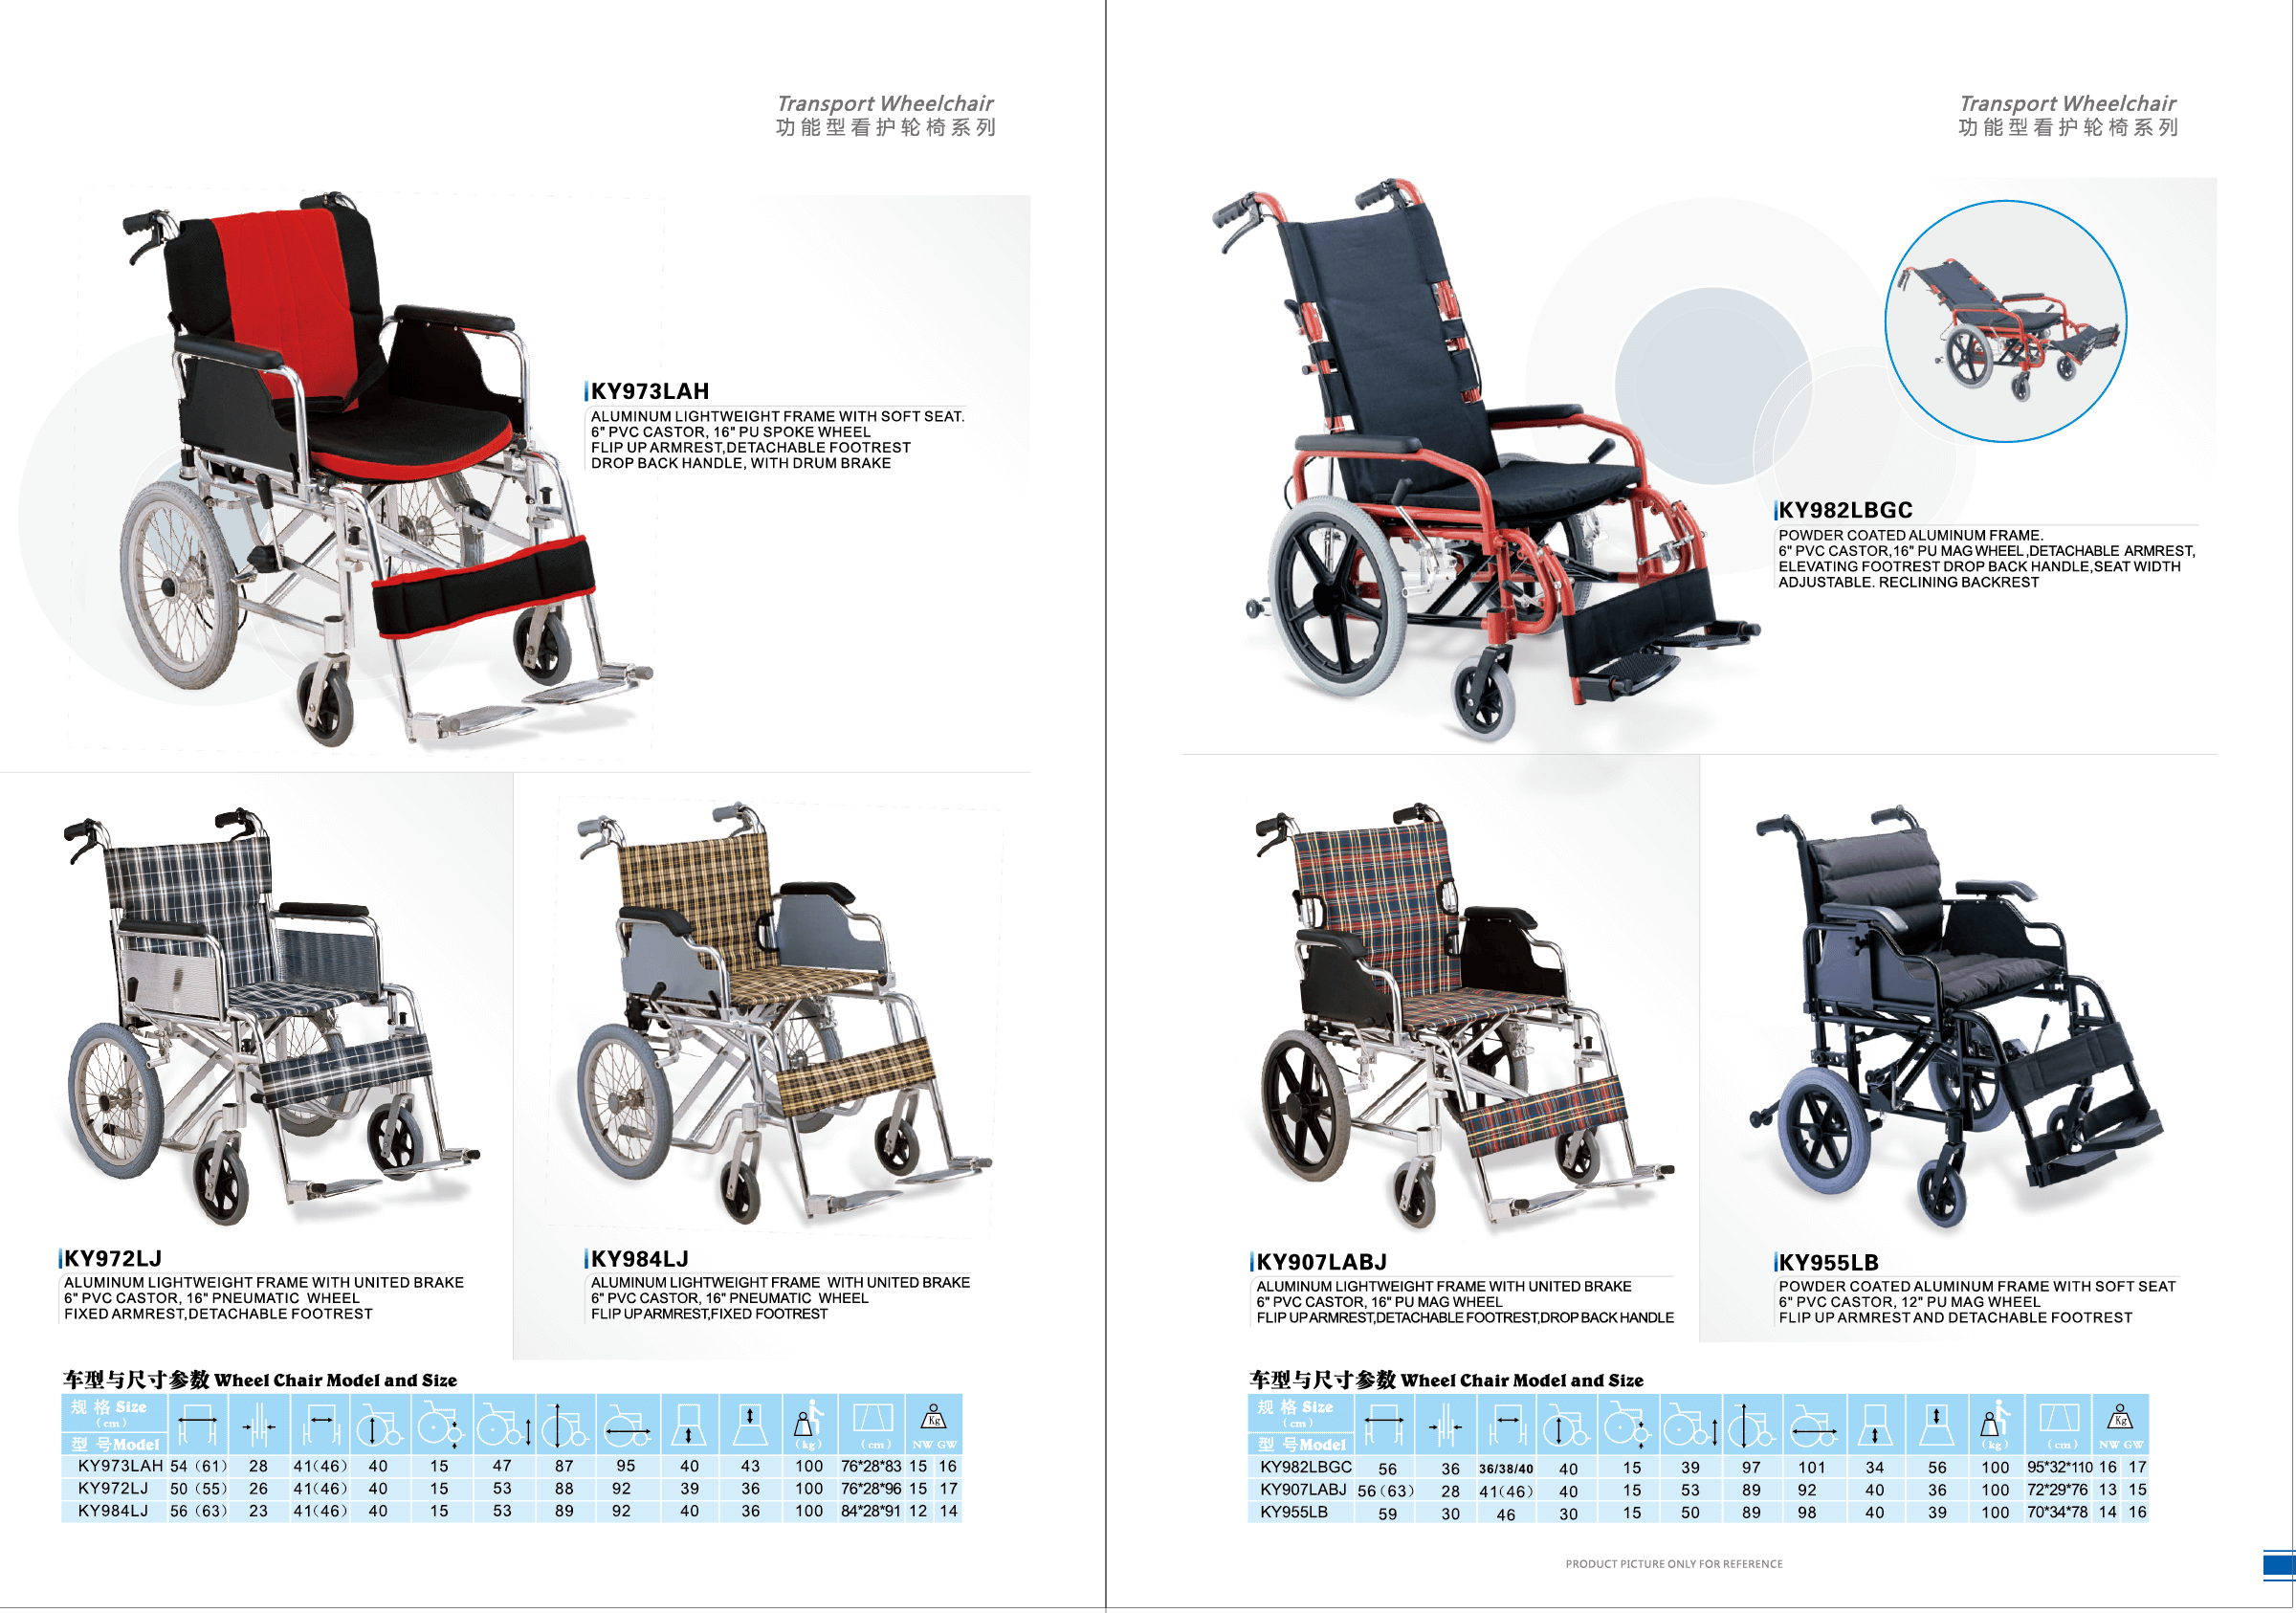 Transport Wheelchair
功能型看护轮椅系列
KY973LAH
ALUMINUM LIGHTWEIGHT FRAME WITH SOFT SEAT.
6" PVC CASTOR, 16" PU SPOKE WHEEL
FLIP UP ARMREST,DETACHABLE FOOTREST
DROP BACK HANDLE, WITH DRUM BRAKE
KY972LJ
ALUMINUM LIGHTWEIGHT FRAME WITH UNITED BRAKE
6" PVC CASTOR, 16" PNEUMATIC WHEEL
FIXED ARMREST,DETACHABLE FOOTREST
KY984LJ
ALUMINUM LIGHTWEIGHT FRAME WITH UNITED BRAKE
6" PVC CASTOR, 16" PNEUMATIC WHEEL
FLIP UP ARMREST,FIXED FOOTREST
车型与尺寸参数 Wheel Chair Model and Size
规 格 Size
(cm)
型 号Model
(kg) (cm) Kg NW GW
KY973LAH 54（61） 28 41（46） 40 15 47 87 95 40 43 100 76*28*83 15 16
KY972LJ 50（55） 26 41（46） 40 15 53 88 92 39 36 100 76*28*96 15 17
KY984LJ 56（63） 23 41（46） 40 15 53 89 92 40 36 100 84*28*91 12 14
Transport Wheelchair
功能型看护轮椅系列
KY982LBGC
POWDER COATED ALUMINUM FRAME.
6" PVC CASTOR,16" PU MAG WHEEL,DETACHABLE ARMREST,
ELEVATING FOOTREST DROP BACK HANDLE,SEAT WIDTH
ADJUSTABLE. RECLINING BACKREST
KY907LABJ
ALUMINUM LIGHTWEIGHT FRAME WITH UNITED BRAKE
6" PVC CASTOR, 16" PU MAG WHEEL
FLIP UP ARMREST,DETACHABLE FOOTREST,DROP BACK HANDLE
KY955LB
POWDER COATED ALUMINUM FRAME WITH SOFT SEAT
6" PVC CASTOR, 12" PU MAG WHEEL
FLIP UP ARMREST AND DETACHABLE FOOTREST
车型与尺寸参数 Wheel Chair Model and Size
规 格 Size
(cm)
型 号Model
(kg) (cm) Kg NW GW
KY982LBGC 56 36 36/38/40 40 15 39 97 101 34 56 100 95*32*110 16 17
KY907LABJ 56（63） 28 41（46） 40 15 53 89 92 40 36 100 72*29*76 13 15
KY955LB 59 30 46 30 15 50 89 98 40 39 100 70*34*78 14 16
PRODUCT PICTURE ONLY FOR REFERENCE